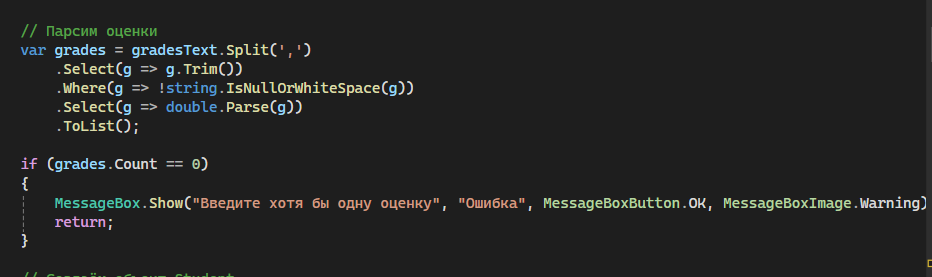 // Парсим оценки
var grades = gradesText.Split(',')
.Select(g => g.Trim())
.Where(g => !string.IsNullOrWhiteSpace(g))
.Select(g => double.Parse(g))
.ToList();
if (grades.Count == 0)
{
MessageBox.Show("Введите хотя бы одну оценку", "Ошибка", MessageBoxButton.OK, MessageBoxImage.Warning)
return;
}